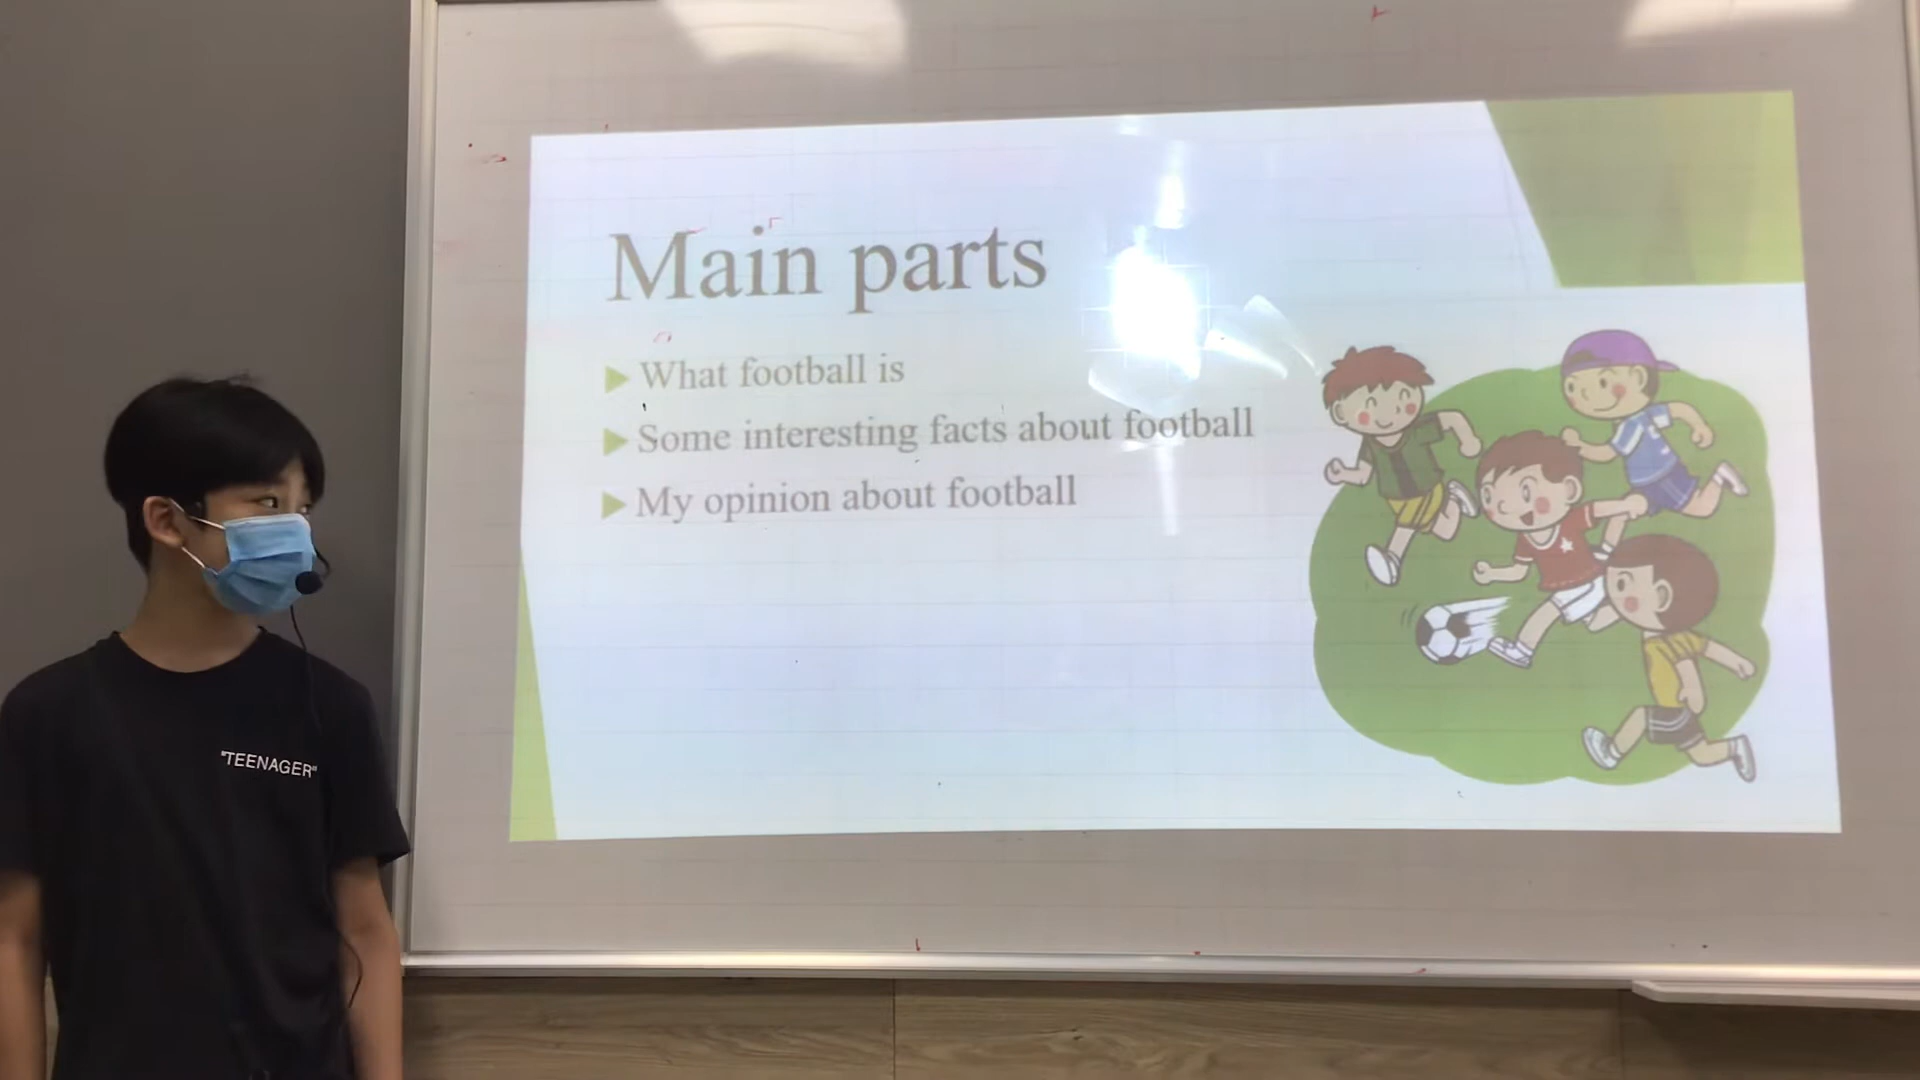 Main parts
What football is
Some interesting facts about football
My opinion about football
"TEENAGER"